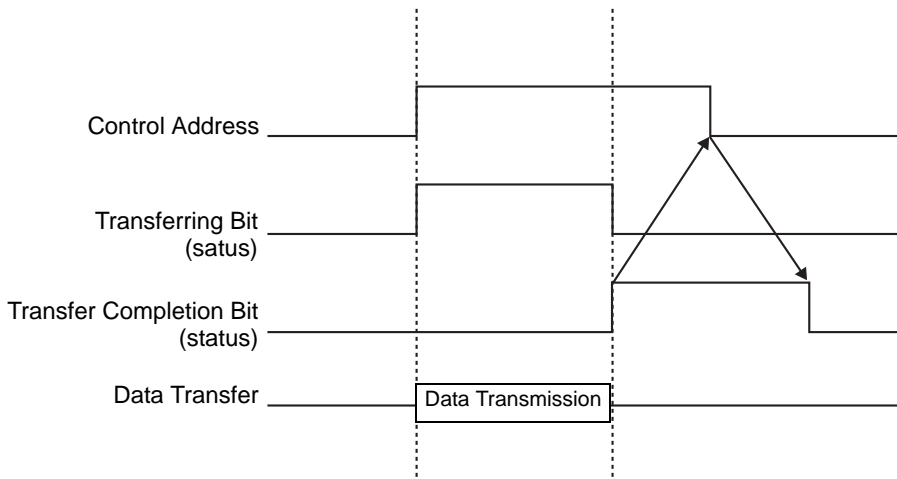 Control Address
Transferring Bit
(satus)
Transfer Completion Bit
(status)
Data Transfer
Data Transmission